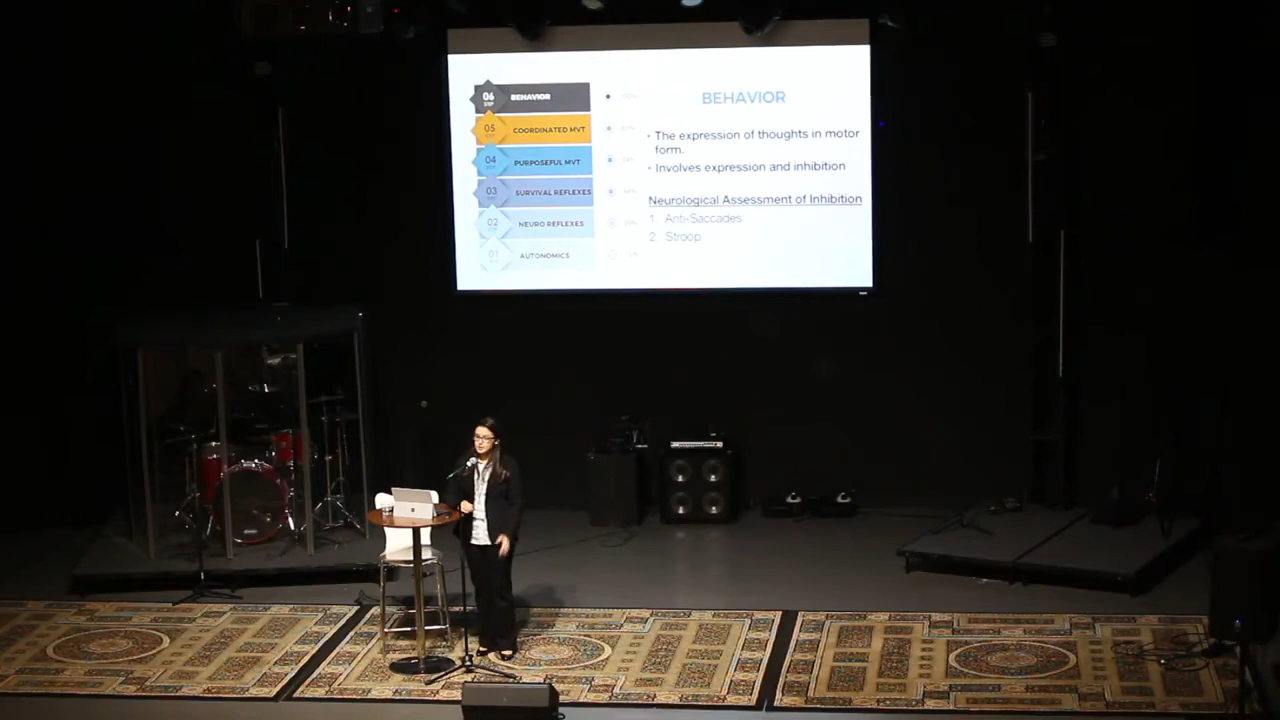 06
STEP
BEHAVIOR
05
COORDINATED MVT
04
PURPOSEFUL MVT
03
SURVIVAL REFLEXES
02
NEURO REFLEXES
01
AUTONOMICS
BEHAVIOR
• The expression of thoughts in motor
form.
• Involves expression and inhibition
Neurological Assessment of Inhibition
1. Anti-Saccades
2. Stroop